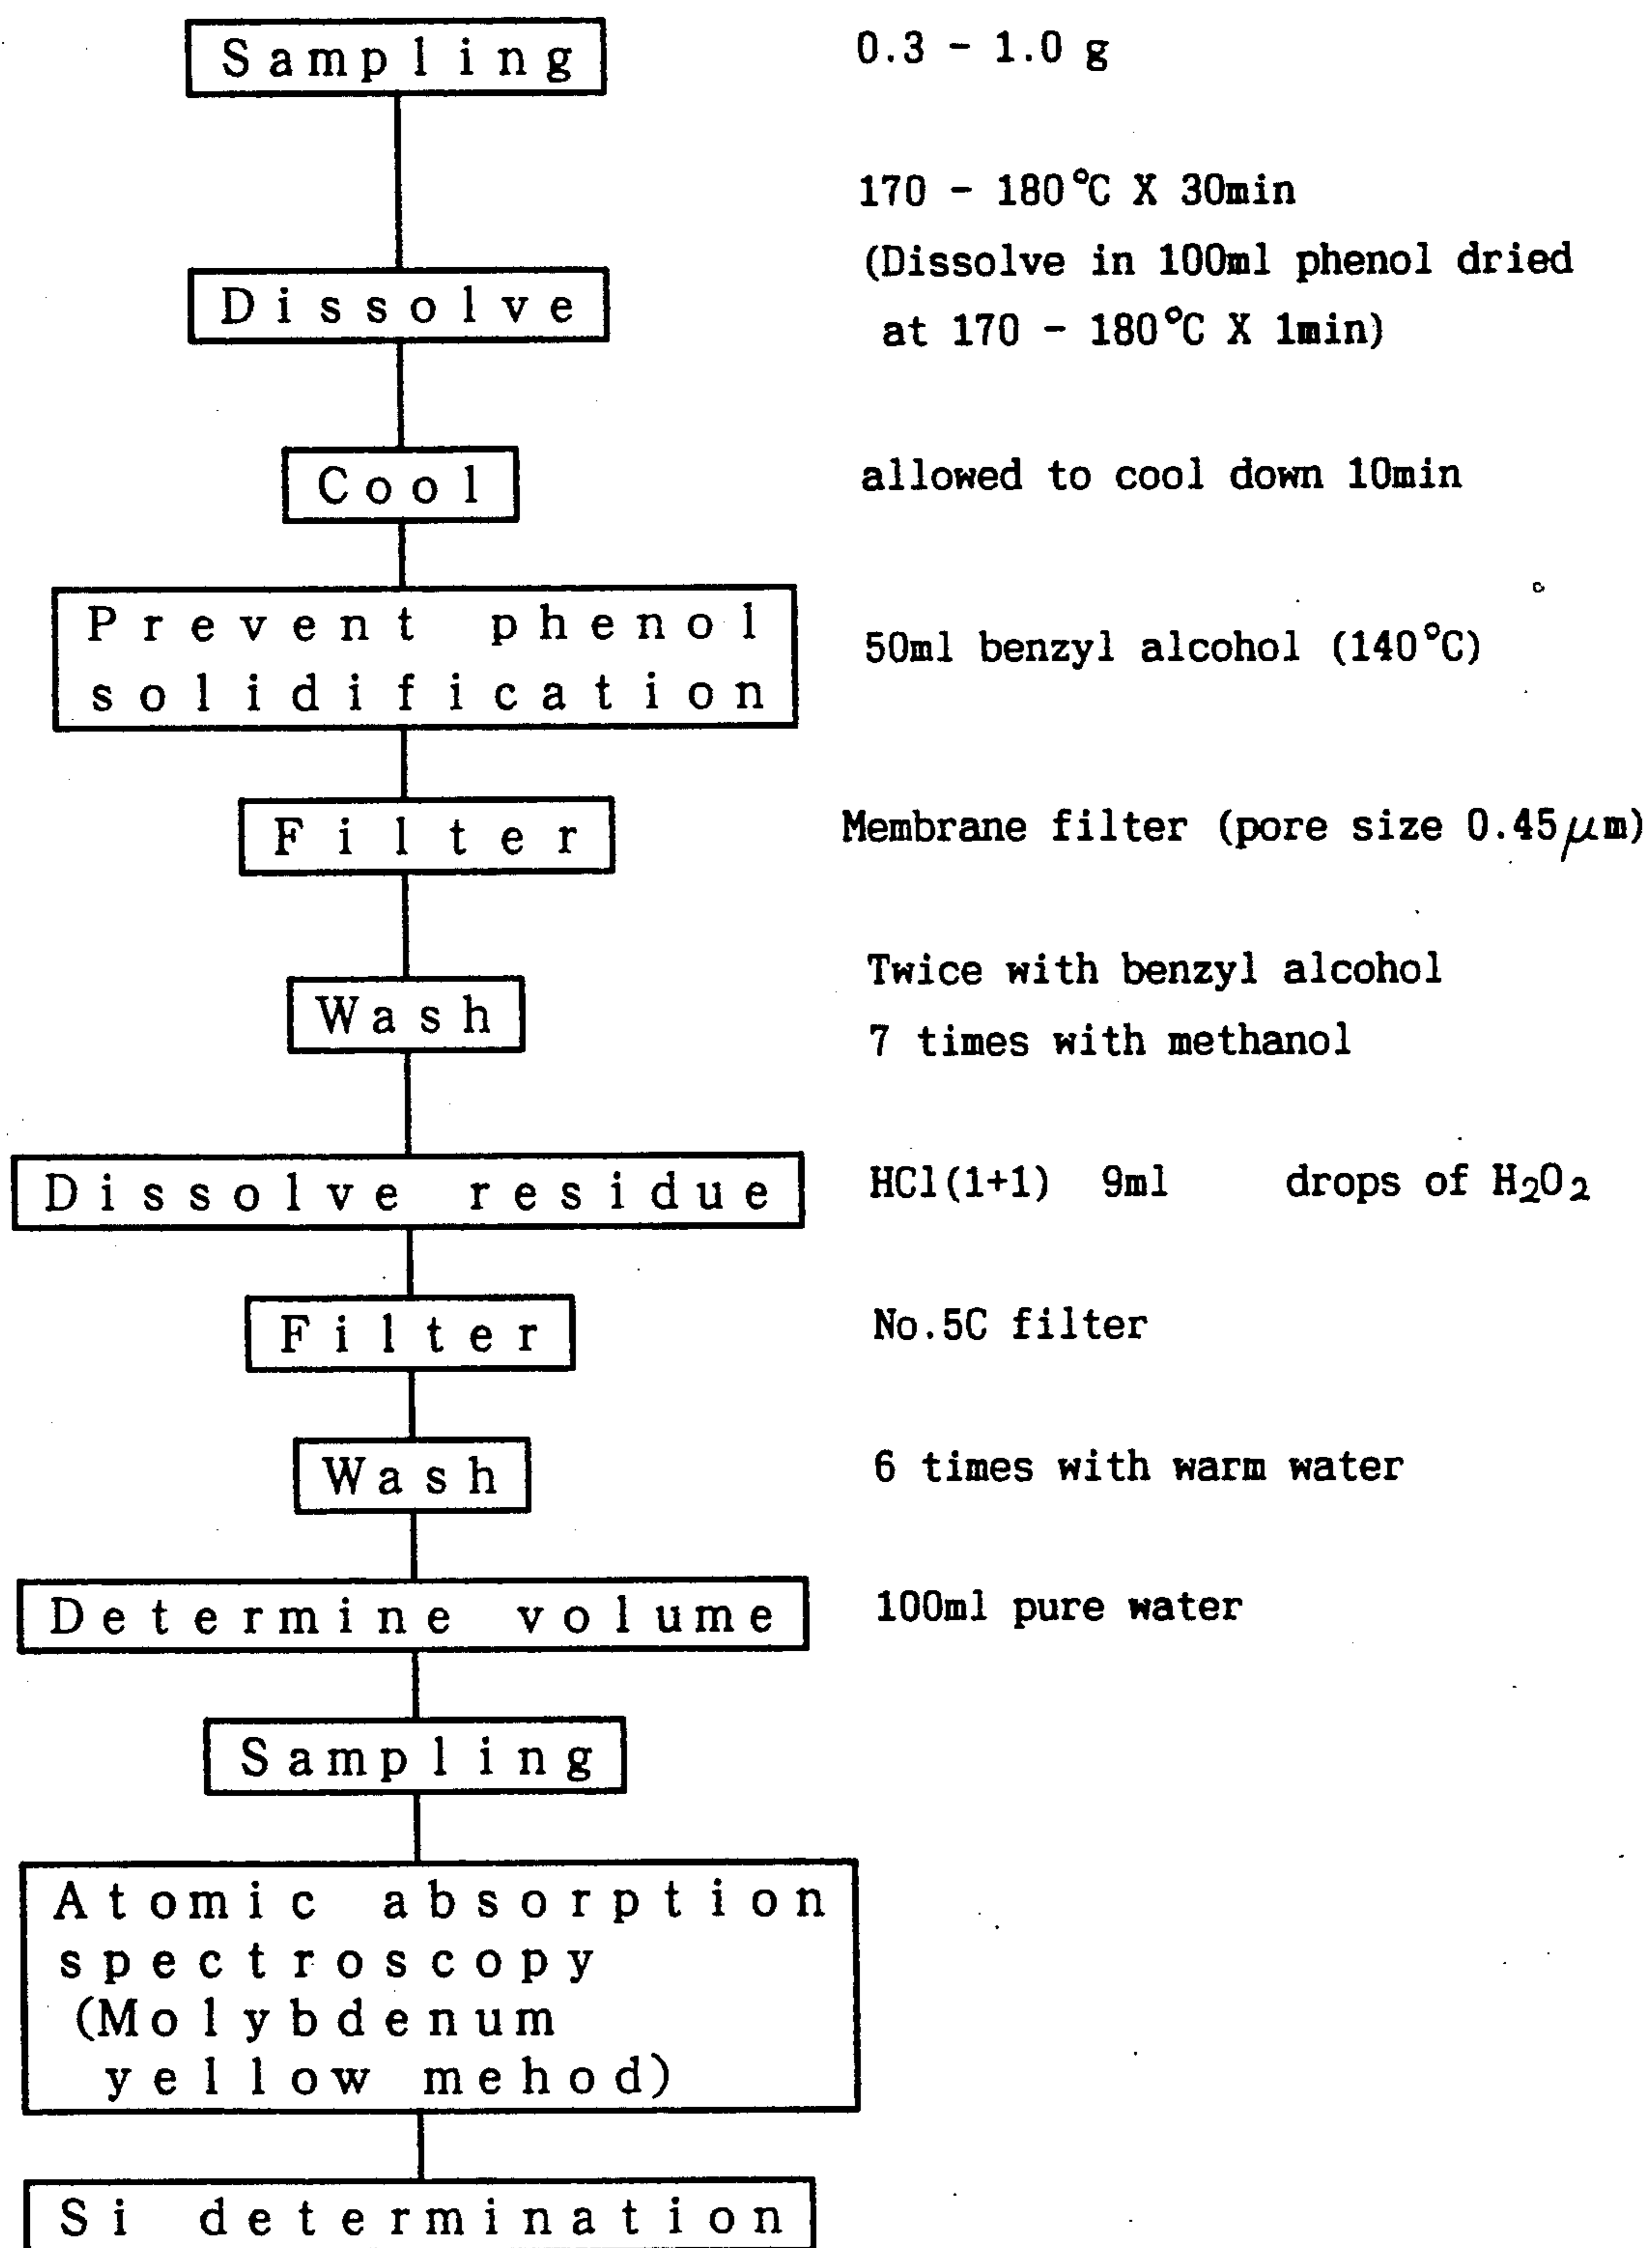 Sampling
0.3 - 1.0 g
170 - 180°C X 30min
(Dissolve in 100ml phenol dried
Dissolve
at 170 - 180°C X 1min)
Cool
allowed to cool down 10min
Prevent phenol
solidification
50ml benzyl alcohol (140°C)
Filter
Membrane filter (pore size 0.45μm)
Wash
Twice with benzyl alcohol
7 times with methanol
Dissolve residue
HCl(1+1) 9ml drops of H₂O₂
Filter
No.5C filter
Wash
6 times with warm water
Determine volume
100ml pure water
Sampling
Atomic absorption
spectroscopy
(Molybdenum
yellow mehod)
Si determination